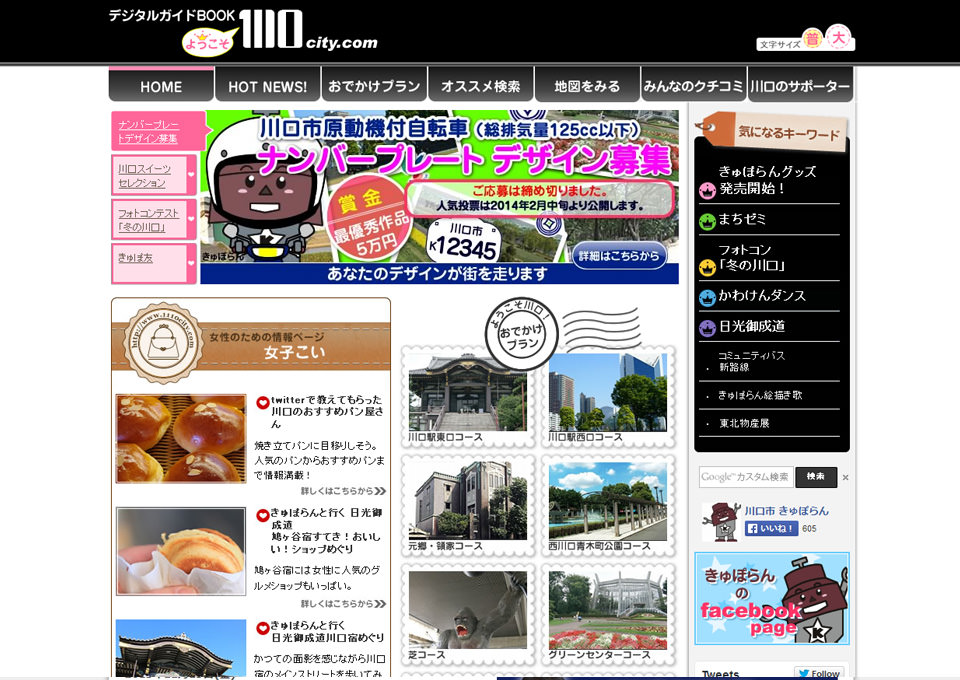 デジタルガイドBOOK
ようこそ 1110city.com
文字サイズ 普 大
HOME
HOT NEWS!
おでかけプラン
オススメ検索
地図をみる
みんなのクチコミ
川口のサポーター
ナンバープレー
トデザイン募集
川口スイーツ
セレクション
フォトコンテスト
「冬の川口」
きゅぽ友
川口市原動機付自転車（総排気量125cc以下）
ナンバープレート デザイン募集
賞金
最優秀作品
5万円
ご応募は締め切りました。
人気投票は2014年2月中旬より公開します。
川口市
K 12345
詳細はこちらから
きゅぽらん
あなたのデザインが街を走ります
気になるキーワード
きゅぽらんグッズ
発売開始！
まちゼミ
フォトコン
「冬の川口」
かわけんダンス
日光御成道
コミュニティバス
新路線
きゅぽらん絵描き歌
東北物産展
http://www.1110city.com
女性のための情報ページ
女子こい
twitterで教えてもらった
川口のおすすめパン屋さ
ん
焼き立てパンに目移りしそう。
人気のパンからおすすめパンま
で情報満載！
詳しくはこちらから
きゅぽらんと行く 日光御
成道
鳩ヶ谷宿すてき！おいし
い！ショップめぐり
鳩ヶ谷宿には女性に人気のグ
ルメショップもいっぱい。
詳しくはこちらから
きゅぽらんと行く
日光御成道川口宿めぐり
かつての面影を感じながら川口
宿のメインストリートを歩いてみ
ようこそ川口！
おでかけ
プラン
川口駅東口コース
川口駅西口コース
元郷・領家コース
西川口青木町公園コース
芝コース
グリーンセンターコース
Google™ カスタム検索
検索
×
川口市 きゅぽらん
いいね！ 605
きゅぽらん
の
facebook
page
K
Tweets
Follow